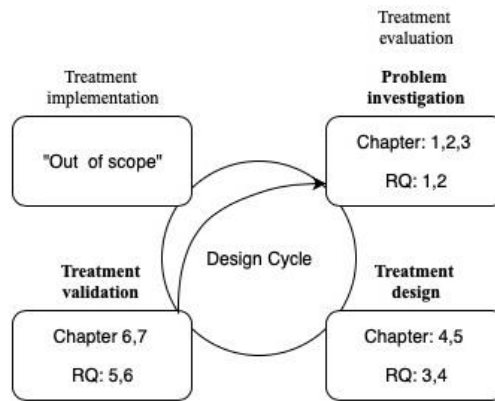 Treatment
evaluation
Treatment
implementation
Problem
investigation
"Out of scope"
Chapter: 1,2,3
RQ: 1,2
Design Cycle
Treatment
validation
Treatment
design
Chapter 6,7
RQ: 5,6
Chapter: 4,5
RQ: 3,4